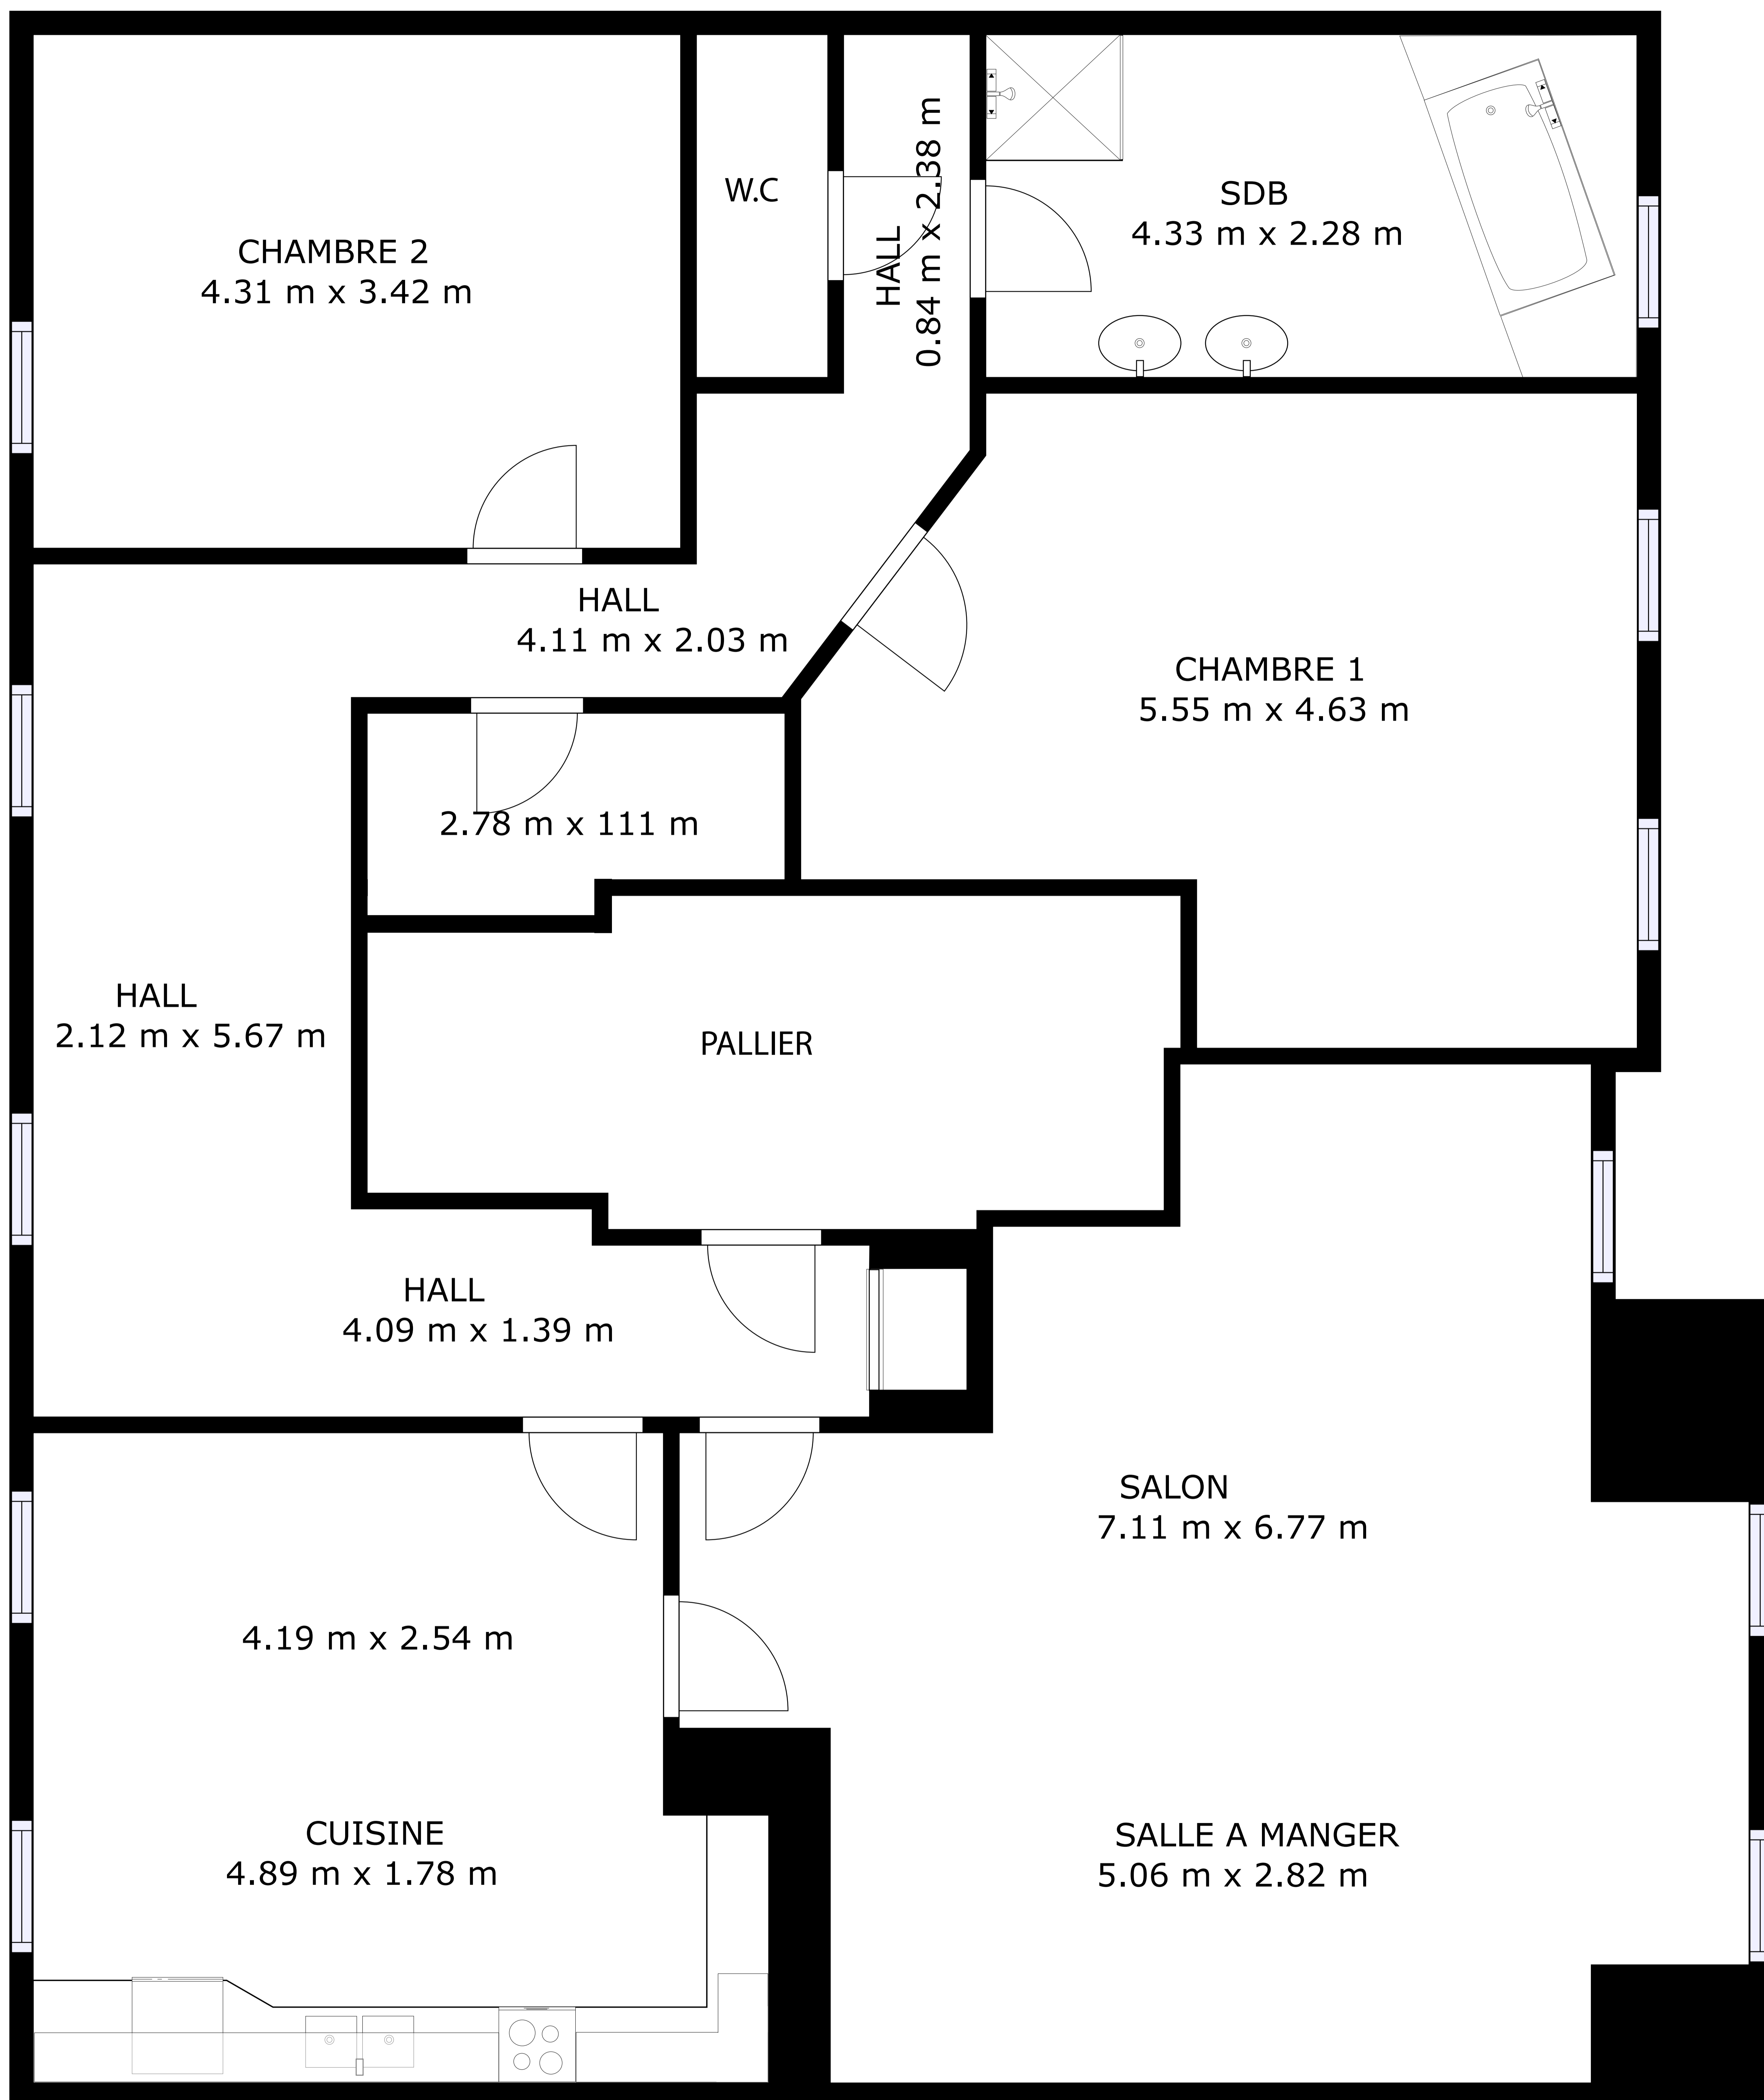 W.C
HALL
0.84 m x 2.38 m
SDB
4.33 m x 2.28 m
CHAMBRE 2
4.31 m x 3.42 m
HALL
4.11 m x 2.03 m
CHAMBRE 1
5.55 m x 4.63 m
2.78 m x 111 m
HALL
2.12 m x 5.67 m
PALLIER
HALL
4.09 m x 1.39 m
SALON
7.11 m x 6.77 m
4.19 m x 2.54 m
CUISINE
4.89 m x 1.78 m
SALLE A MANGER
5.06 m x 2.82 m